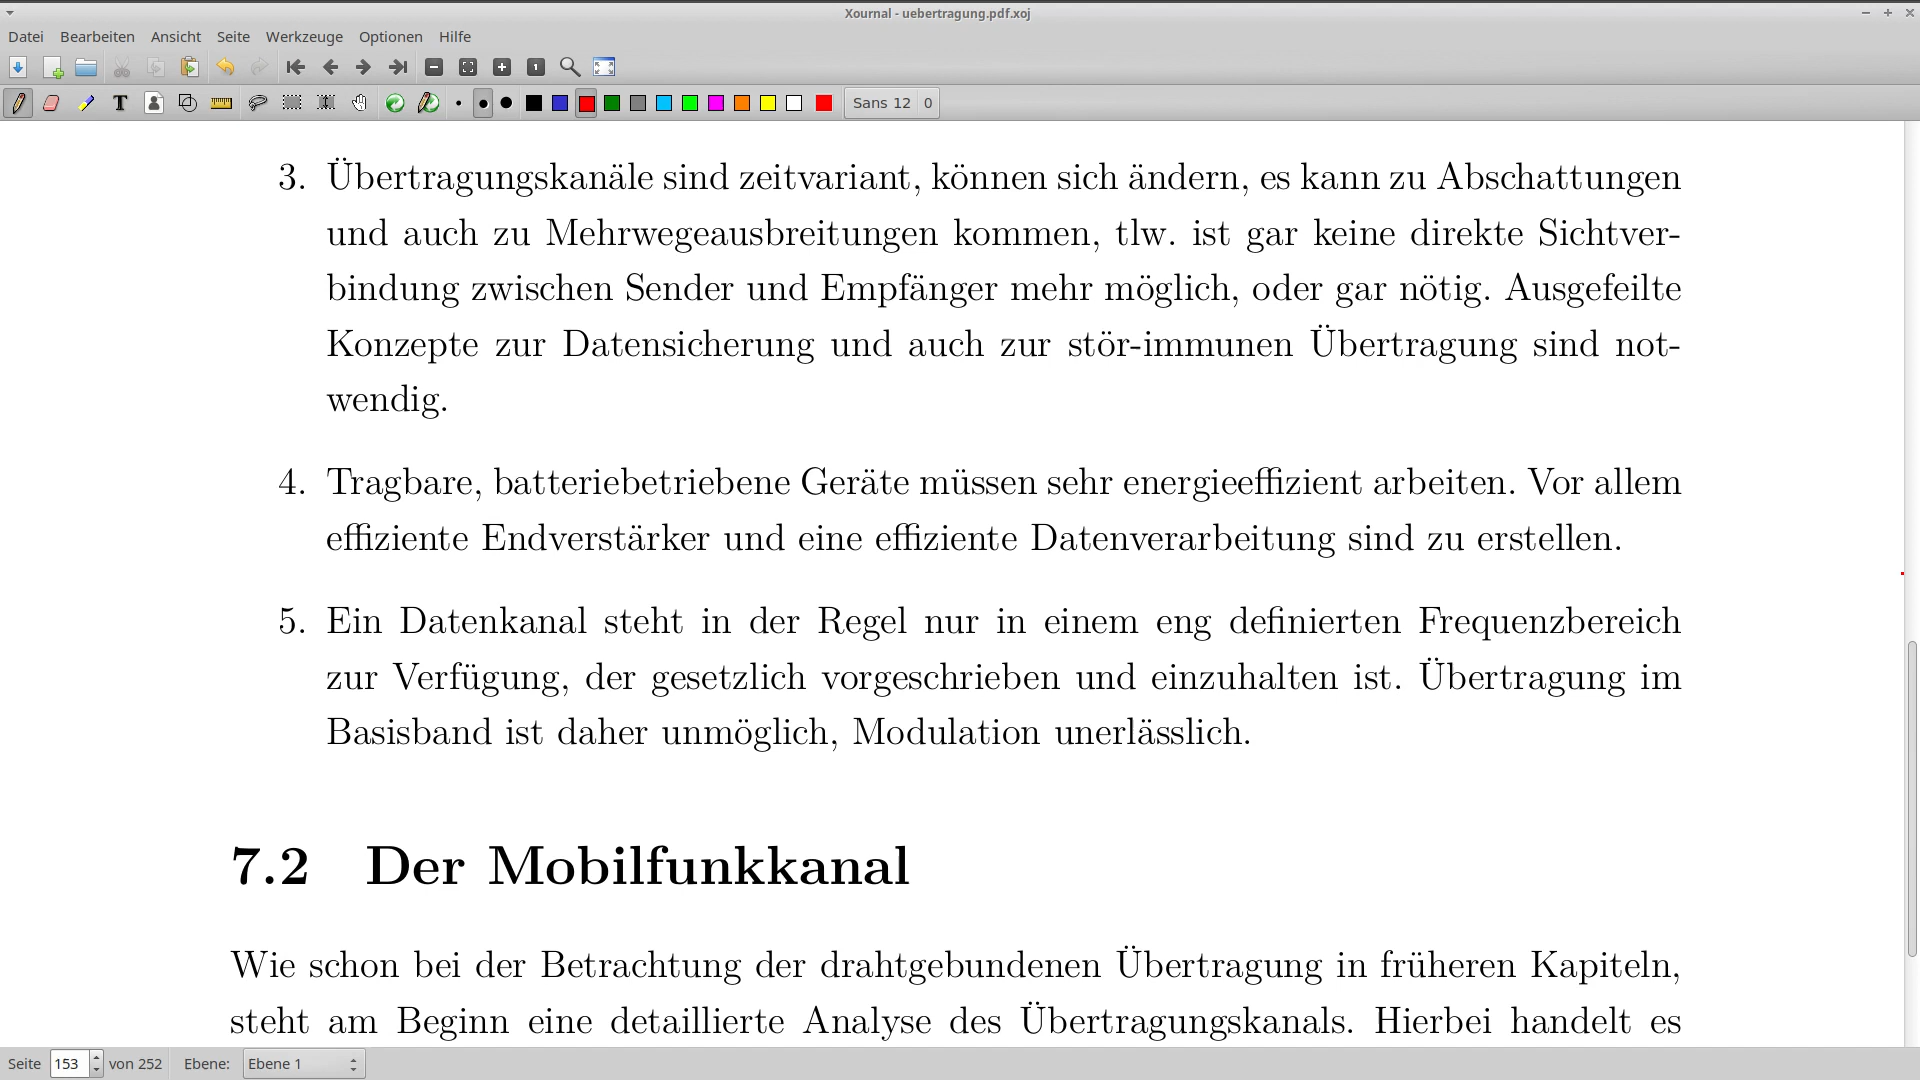 Xournal - uebertragung.pdf.xoj
Datei Bearbeiten Ansicht Seite Werkzeuge Optionen Hilfe
1
T Sans 12 0
3. Übertragungskanäle sind zeitvariant, können sich ändern, es kann zu Abschattungen
und auch zu Mehrwegeausbreitungen kommen, tlw. ist gar keine direkte Sichtver-
bindung zwischen Sender und Empfänger mehr möglich, oder gar nötig. Ausgefeilte
Konzepte zur Datensicherung und auch zur stör-immunen Übertragung sind not-
wendig.
4. Tragbare, batteriebetriebene Geräte müssen sehr energieeffizient arbeiten. Vor allem
effiziente Endverstärker und eine effiziente Datenverarbeitung sind zu erstellen.
5. Ein Datenkanal steht in der Regel nur in einem eng definierten Frequenzbereich
zur Verfügung, der gesetzlich vorgeschrieben und einzuhalten ist. Übertragung im
Basisband ist daher unmöglich, Modulation unerlässlich.
7.2 Der Mobilfunkkanal
Wie schon bei der Betrachtung der drahtgebundenen Übertragung in früheren Kapiteln,
steht am Beginn eine detaillierte Analyse des Übertragungskanals. Hierbei handelt es
Seite 153 von 252 Ebene: Ebene 1